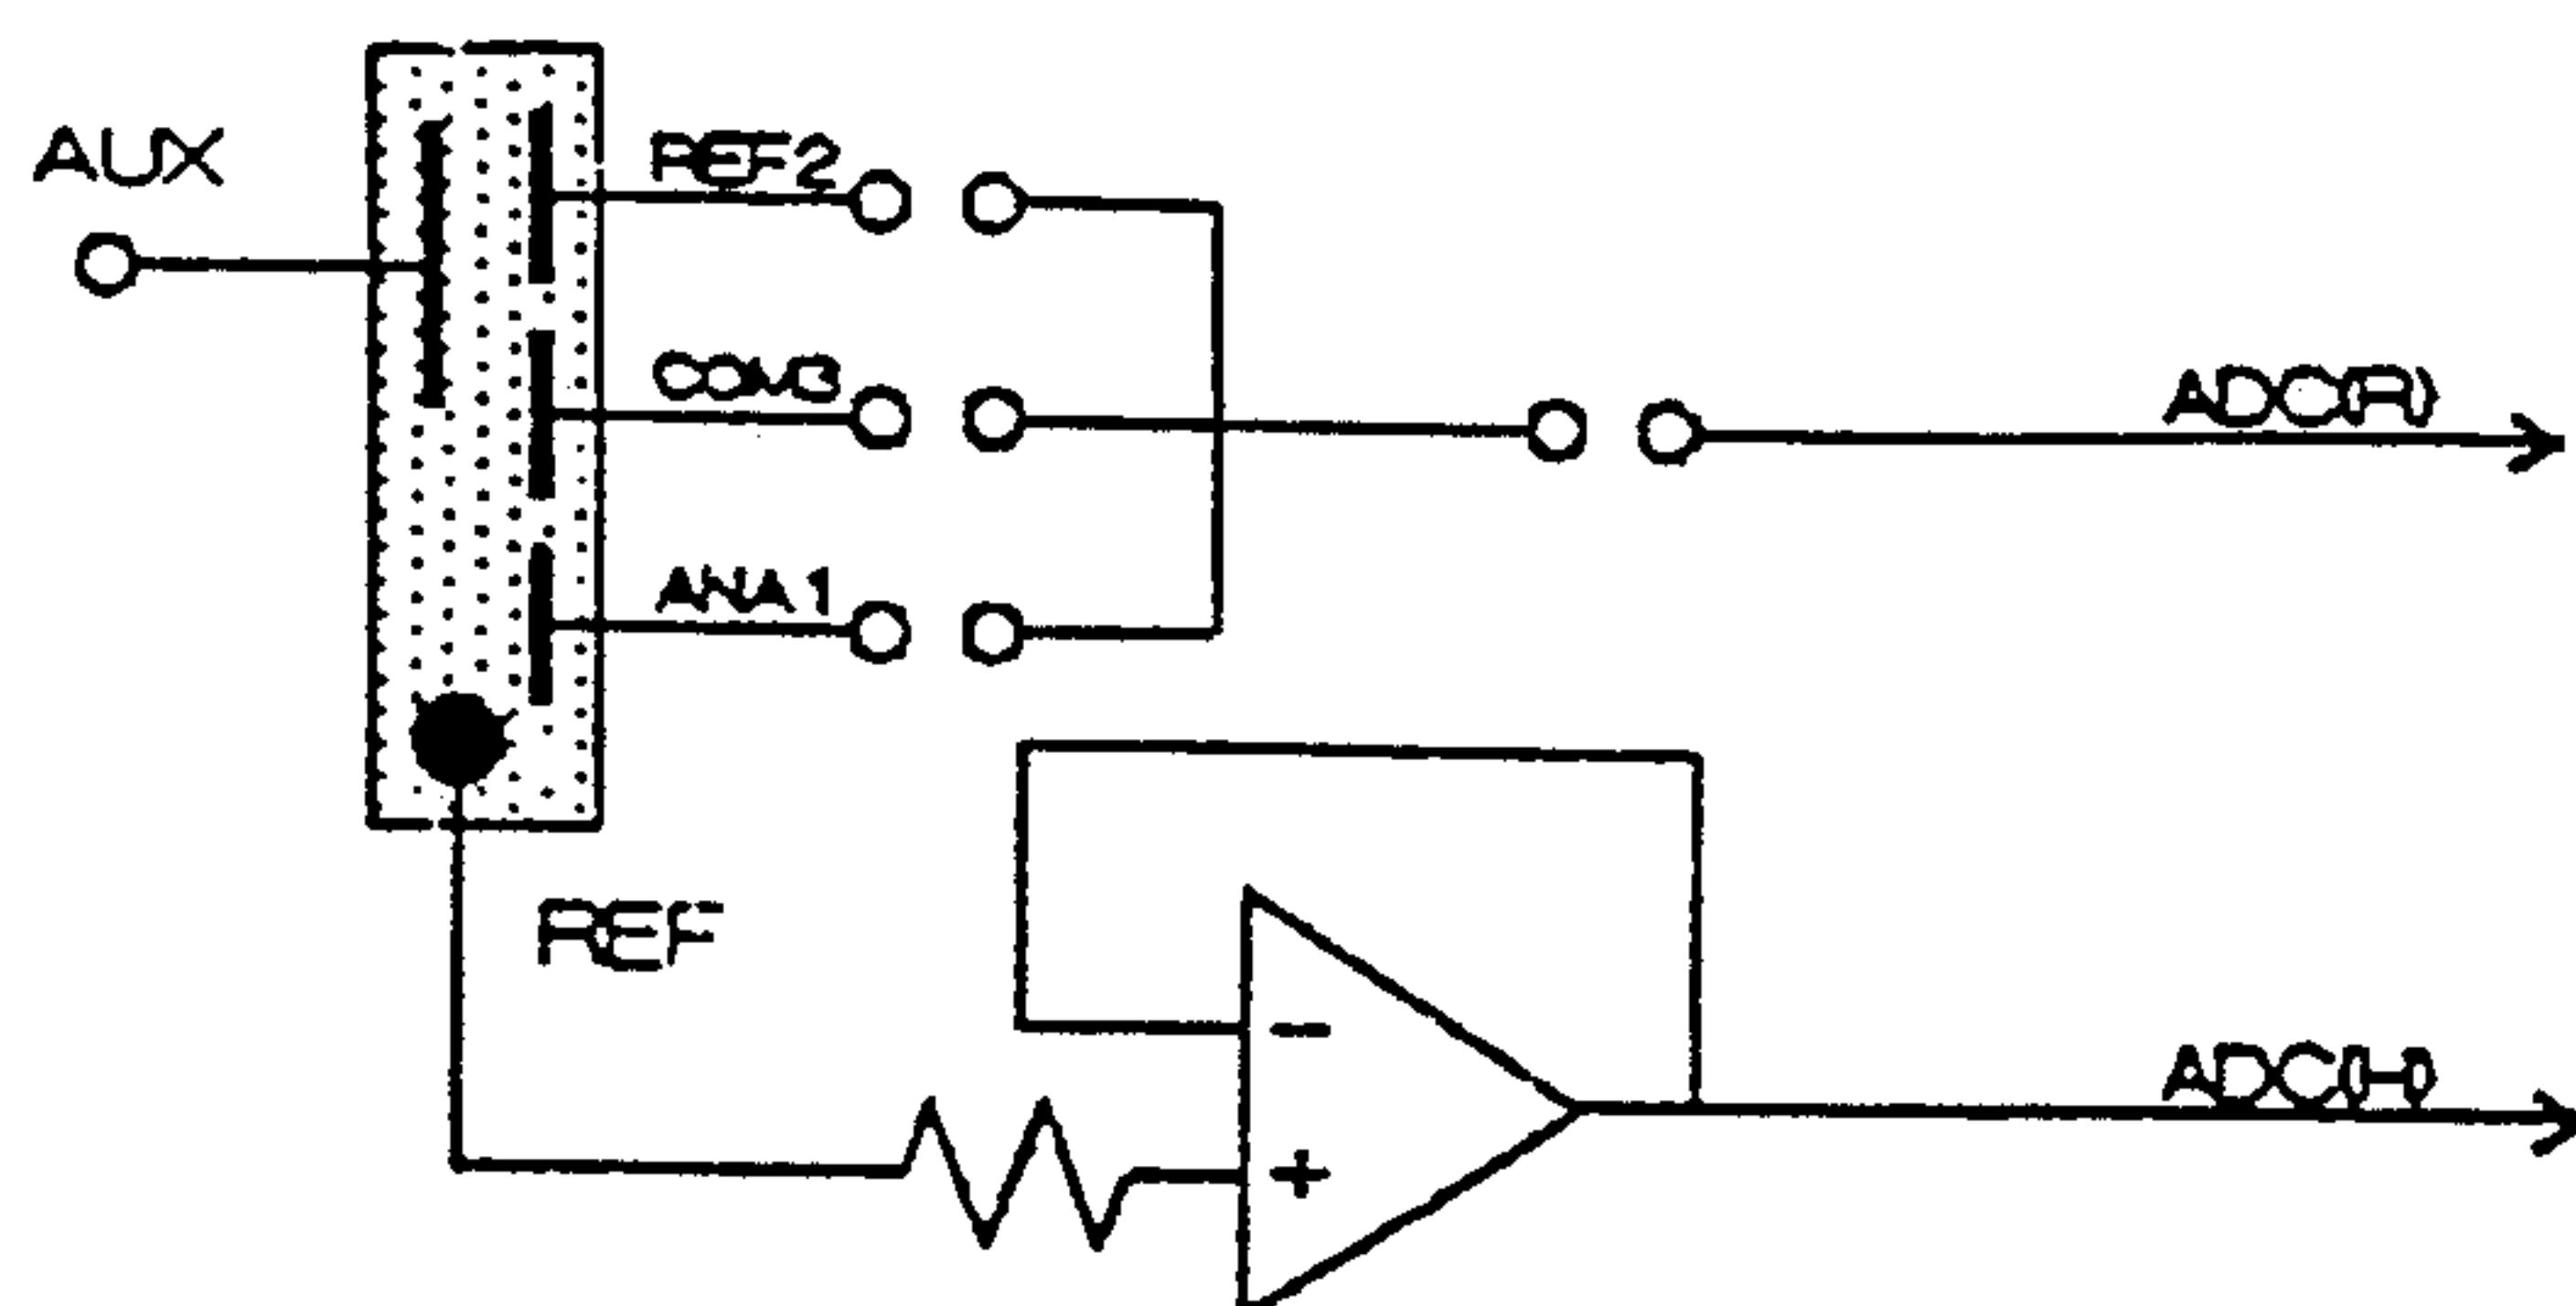 AUX
REF2
COM3
ADC(R)
ANA1
REF
-
ADC(H)
+